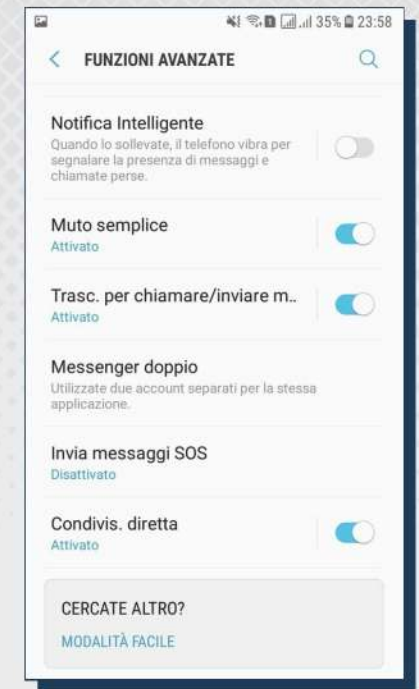 35% 23:58
FUNZIONI AVANZATE
Notifica Intelligente
Quando lo sollevate, il telefono vibra per
segnalare la presenza di messaggi e
chiamate perse.
Muto semplice
Attivato
Trasc. per chiamare/inviare m..
Attivato
Messenger doppio
Utilizzate due account separati per la stessa
applicazione.
Invia messaggi SOS
Disattivato
Condivis. diretta
Attivato
CERCATE ALTRO?
MODALITÀ FACILE